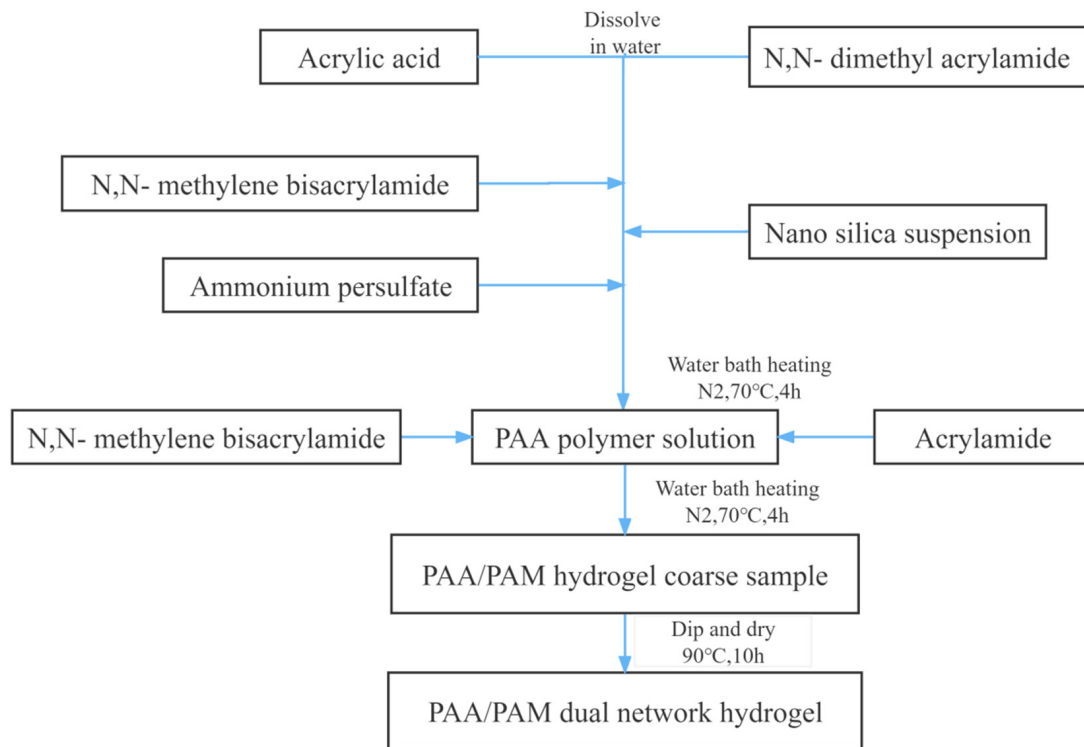 Dissolve
in water
Acrylic acid
N,N- dimethyl acrylamide
N,N- methylene bisacrylamide
Nano silica suspension
Ammonium persulfate
Water bath heating
N2,70℃,4h
N,N- methylene bisacrylamide
PAA polymer solution
Acrylamide
Water bath heating
N2,70℃,4h
PAA/PAM hydrogel coarse sample
Dip and dry
90℃,10h
PAA/PAM dual network hydrogel